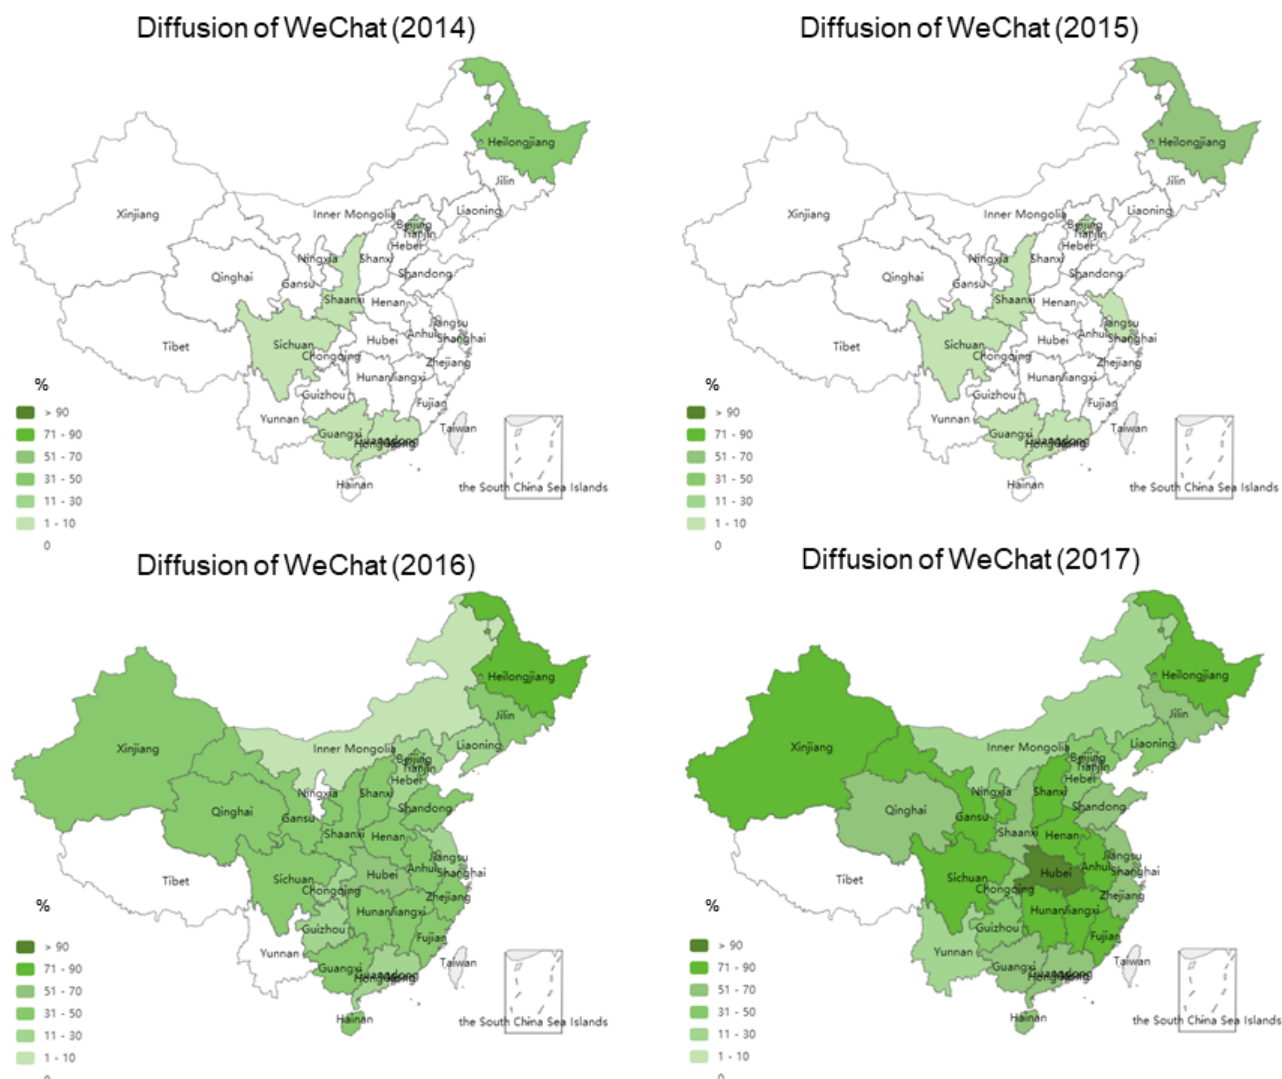 Diffusion of WeChat (2014)
Heilongjiang
Jilin
Xinjiang
Inner Mongolia
Liaoning
Beijing
Tianjin
Hebei
Ningxia
Shanxi
Qinghai
Gansu
Shandong
Shaanxi
Henan
Jiangsu
Anhui
Shanghai
Hubei
Sichuan
Tibet
Chongqing
Zhejiang
Hunan
Jiangxi
Guizhou
Fujian
Yunnan
Guangxi
Taiwan
Hainan
the South China Sea Islands
%
> 90
71 - 90
51 - 70
31 - 50
11 - 30
1 - 10
0
Diffusion of WeChat (2015)
Heilongjiang
Jilin
Xinjiang
Inner Mongolia
Liaoning
Beijing
Tianjin
Hebei
Ningxia
Shanxi
Qinghai
Gansu
Shandong
Shaanxi
Henan
Jiangsu
Anhui
Shanghai
Hubei
Sichuan
Tibet
Chongqing
Zhejiang
Hunan
Jiangxi
Guizhou
Fujian
Yunnan
Guangxi
Taiwan
Hainan
the South China Sea Islands
%
> 90
71 - 90
51 - 70
31 - 50
11 - 30
1 - 10
0
Diffusion of WeChat (2016)
Heilongjiang
Jilin
Xinjiang
Inner Mongolia
Liaoning
Beijing
Tianjin
Hebei
Ningxia
Shanxi
Qinghai
Gansu
Shandong
Shaanxi
Henan
Jiangsu
Anhui
Shanghai
Hubei
Sichuan
Tibet
Chongqing
Zhejiang
Hunan
Jiangxi
Guizhou
Fujian
Yunnan
Guangxi
Taiwan
Hainan
the South China Sea Islands
%
> 90
71 - 90
51 - 70
31 - 50
11 - 30
1 - 10
Diffusion of WeChat (2017)
Heilongjiang
Jilin
Xinjiang
Inner Mongolia
Liaoning
Beijing
Tianjin
Hebei
Ningxia
Shanxi
Qinghai
Gansu
Shandong
Shaanxi
Henan
Jiangsu
Anhui
Shanghai
Hubei
Sichuan
Tibet
Chongqing
Zhejiang
Hunan
Jiangxi
Guizhou
Fujian
Yunnan
Guangxi
Taiwan
Hainan
the South China Sea Islands
%
> 90
71 - 90
51 - 70
31 - 50
11 - 30
1 - 10